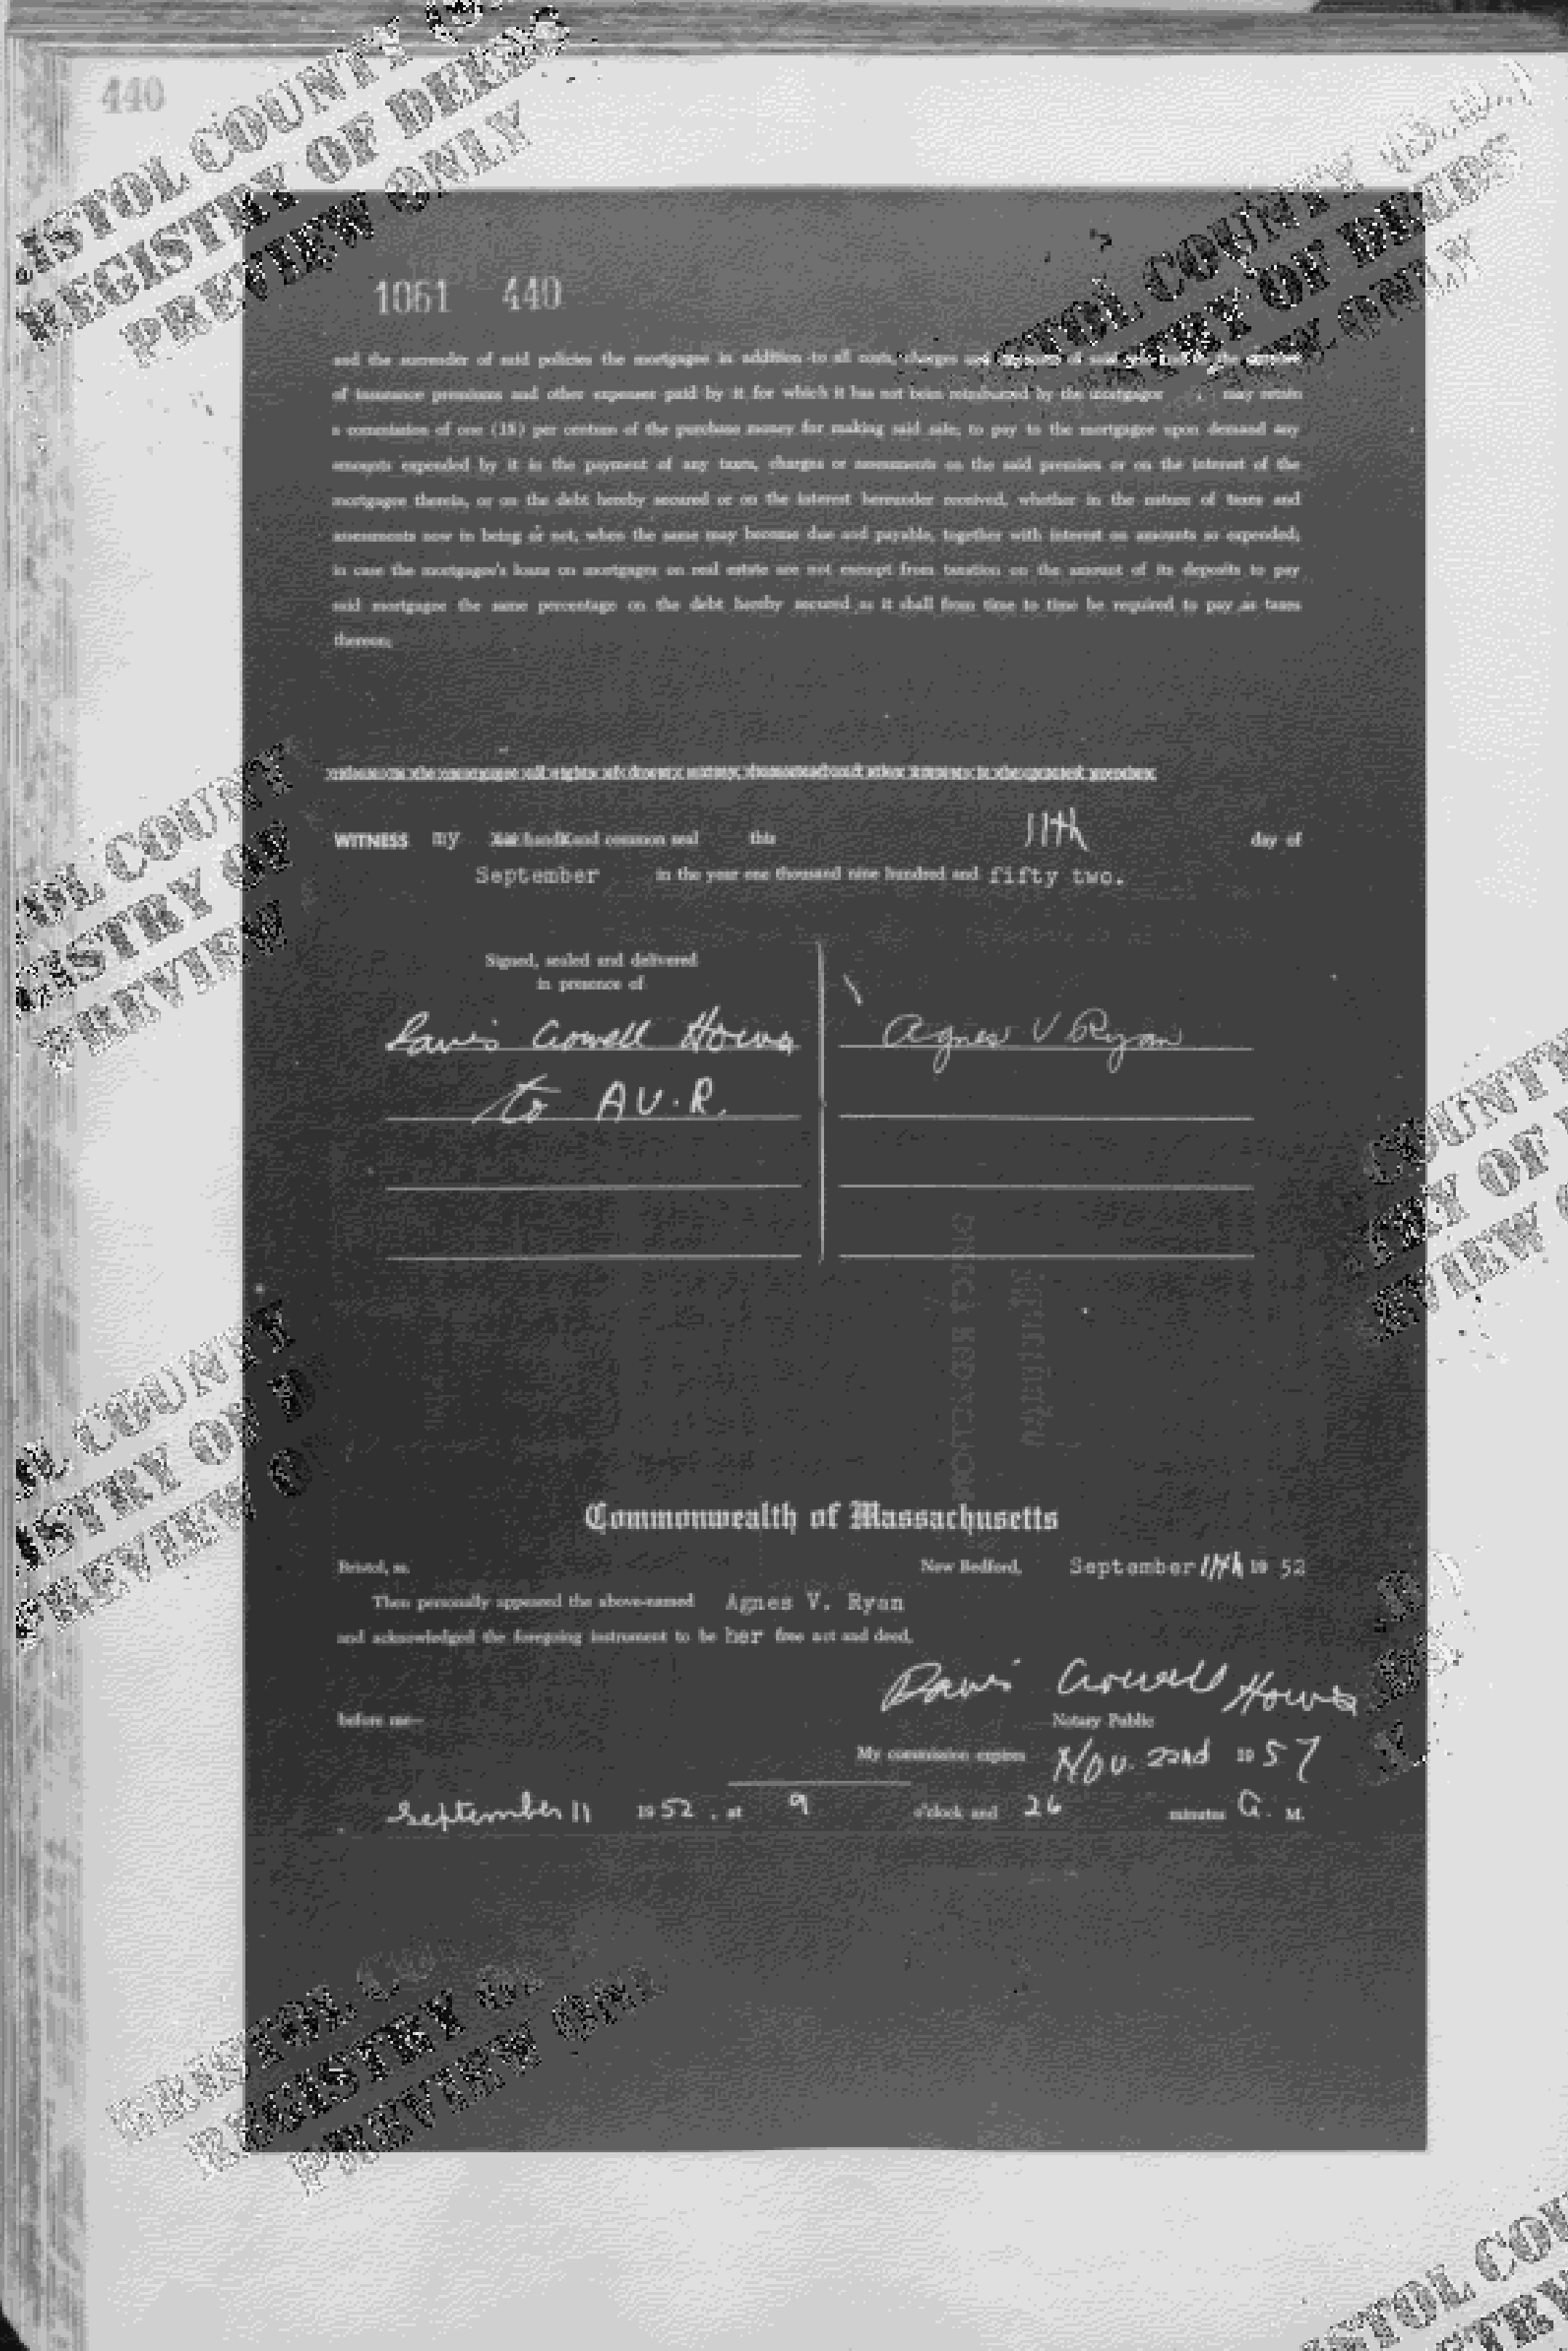 440
1061 440
and the surrender of said policies the mortgagee in addition to all costs, charges and of said
of insurance premiums and other expenses paid by it for which it has not been reimbursed by the mortgagor , may retain
a commission of one (1%) per centum of the purchase money for making said sale; to pay to the mortgagee upon demand any
amounts expended by it in the payment of any taxes, charges or assessments on the said premises or on the interest of the
mortgagee therein, or on the debt hereby secured or on the interest hereunder received, whether in the nature of taxes and
assessments now in being or not, when the same may become due and payable, together with interest on amounts so expended;
in case the mortgagee's loans on mortgages on real estate are not exempt from taxation on the amount of its deposits to pay
said mortgagee the same percentage on the debt hereby secured as it shall from time to time be required to pay as taxes
thereon;
WITNESS my hand and common seal this 11th day of
September in the year one thousand nine hundred and fifty two.
Signed, sealed and delivered
in presence of
Davis Crowell Howes
Agnes V Ryan
to A.V.R.
Commonwealth of Massachusetts
Bristol, ss. New Bedford, September 11th 19 52
Then personally appeared the above-named Agnes V. Ryan
and acknowledged the foregoing instrument to be her free act and deed,
Davis Crowell Howes
before me— Notary Public
My commission expires Nov. 22nd 19 57
September 11 19 52 , at 9 o'clock and 26 minutes A. M.
BRISTOL COUNTY
REGISTRY OF DEEDS
PREVIEW ONLY